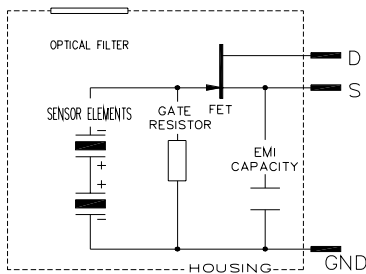 OPTICAL FILTER
D
S
SENSOR ELEMENTS
GATE
RESISTOR
FET
EMI
CAPACITY
−
+
+
−
HOUSING
GND